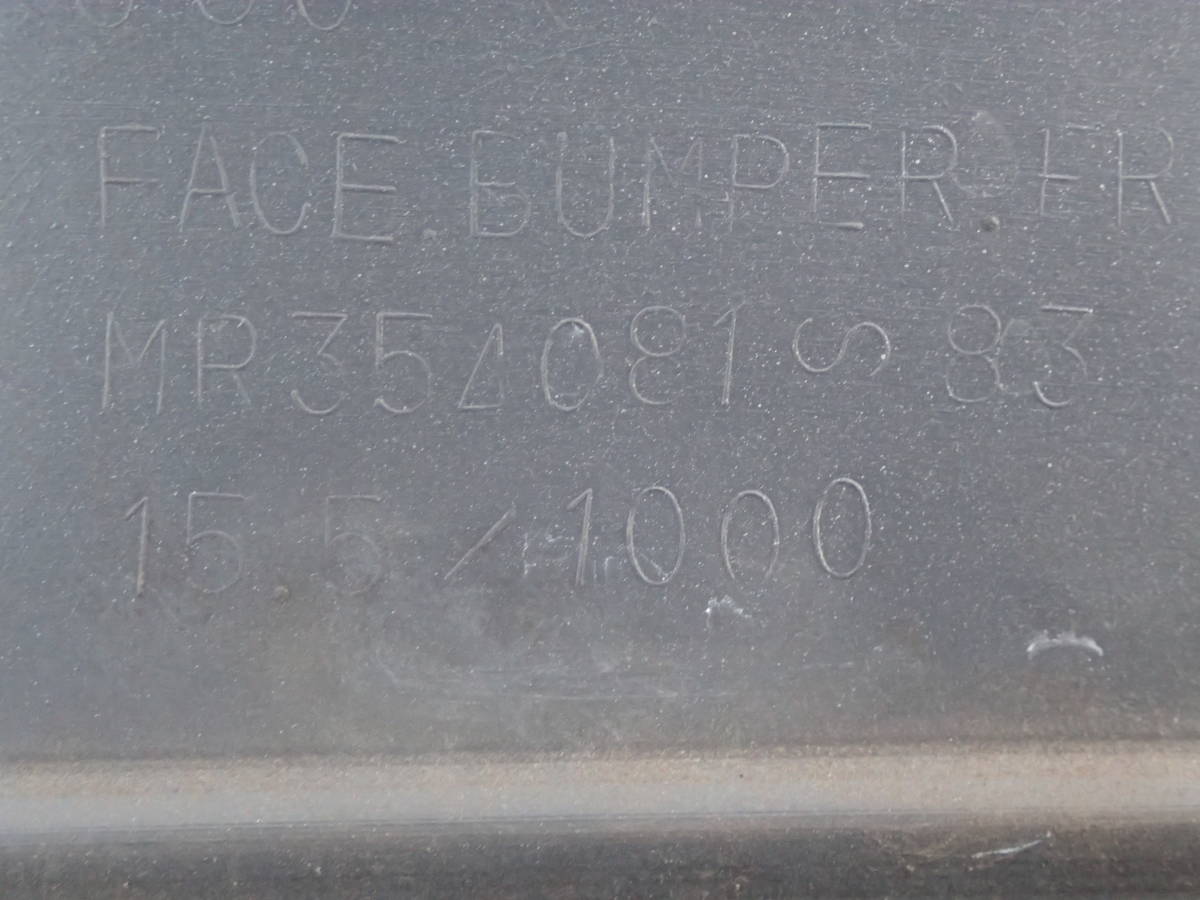 FACE.BUMPER.FR
MR354081 S 83
15.5/1000